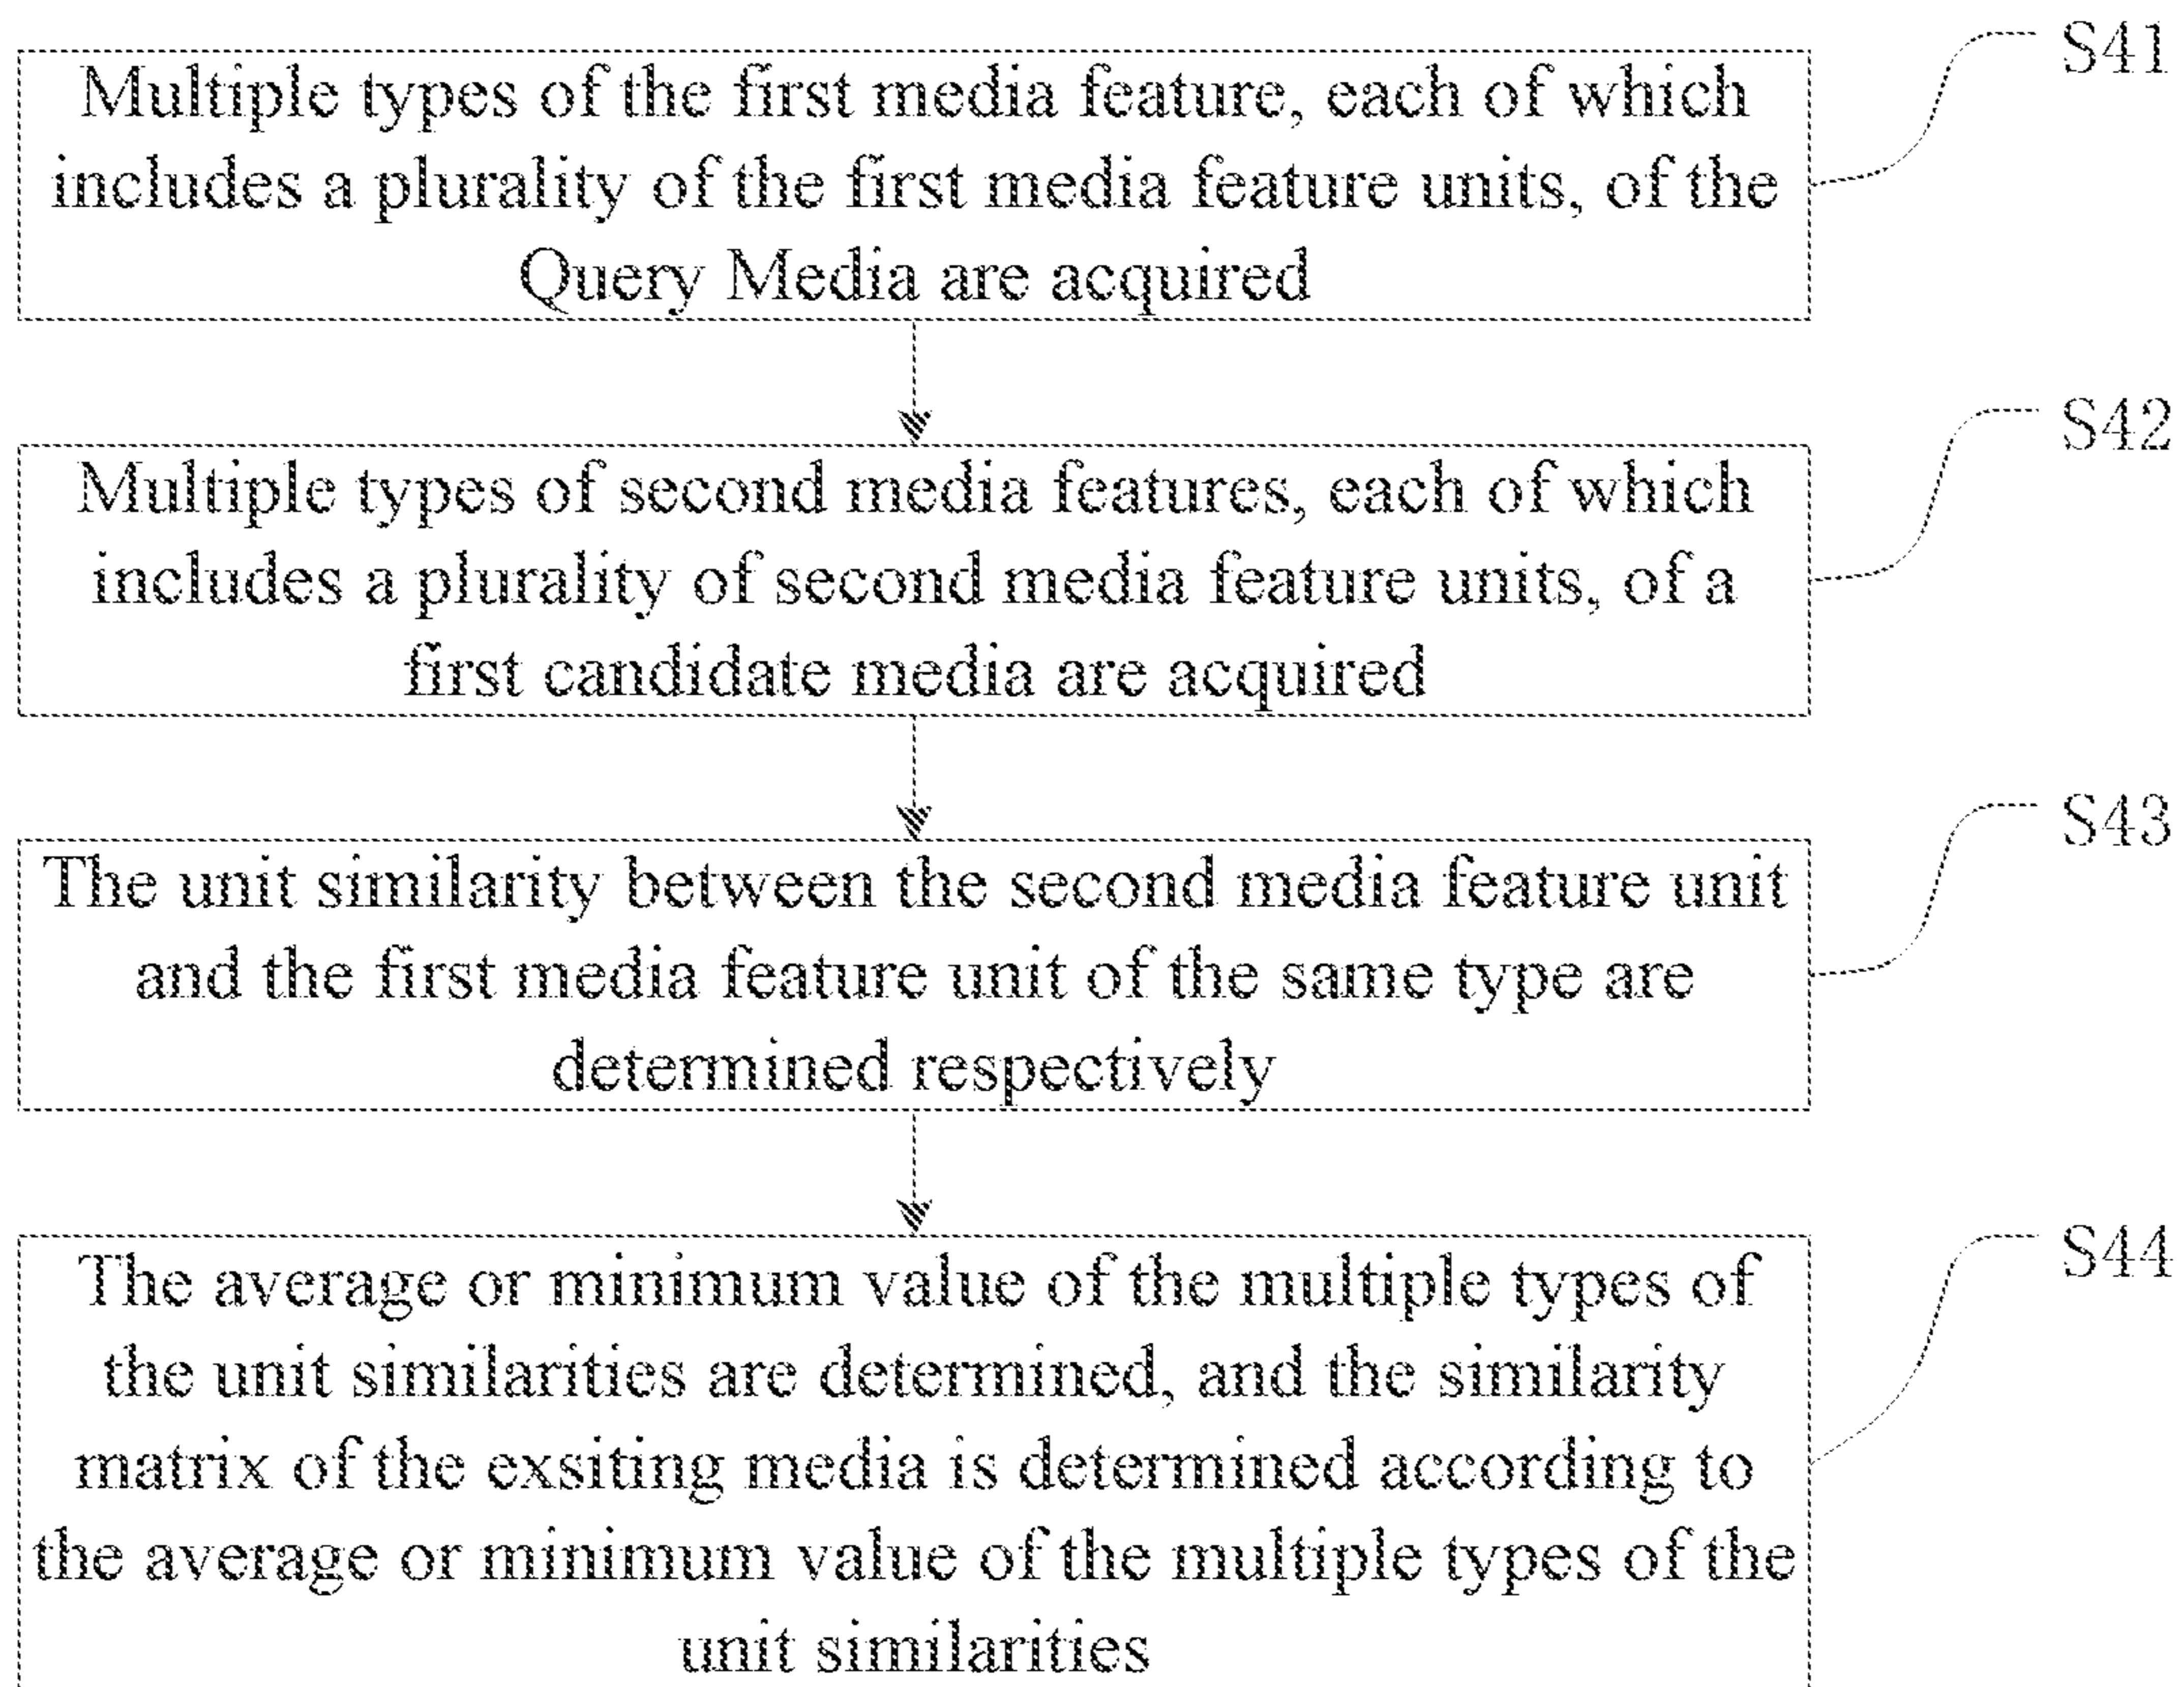 S41
Multiple types of the first media feature, each of which
includes a plurality of the first media feature units, of the
Query Media are acquired
S42
Multiple types of second media features, each of which
includes a plurality of second media feature units, of a
first candidate media are acquired
S43
The unit similarity between the second media feature unit
and the first media feature unit of the same type are
determined respectively
S44
The average or minimum value of the multiple types of
the unit similarities are determined, and the similarity
matrix of the exsiting media is determined according to
the average or minimum value of the multiple types of the
unit similarities